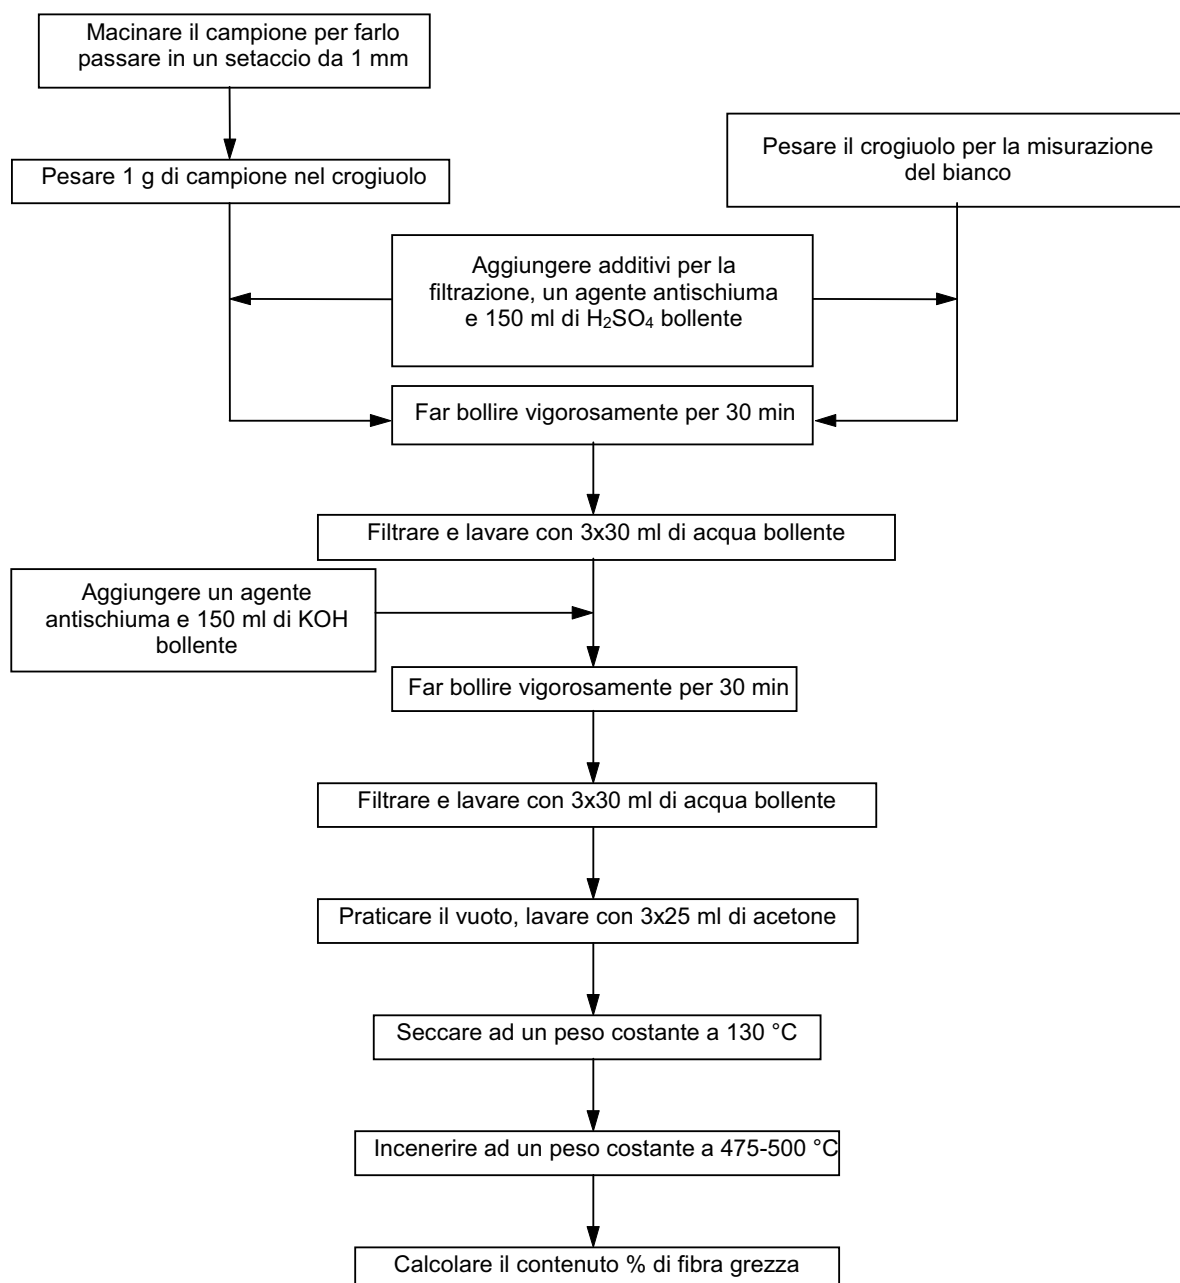 Macinare il campione per farlo
passare in un setaccio da 1 mm
Pesare 1 g di campione nel crogiuolo
Pesare il crogiuolo per la misurazione
del bianco
Aggiungere additivi per la
filtrazione, un agente antischiuma
e 150 ml di H₂SO₄ bollente
Far bollire vigorosamente per 30 min
Filtrare e lavare con 3x30 ml di acqua bollente
Aggiungere un agente
antischiuma e 150 ml di KOH
bollente
Far bollire vigorosamente per 30 min
Filtrare e lavare con 3x30 ml di acqua bollente
Praticare il vuoto, lavare con 3x25 ml di acetone
Seccare ad un peso costante a 130 °C
Incenerire ad un peso costante a 475-500 °C
Calcolare il contenuto % di fibra grezza